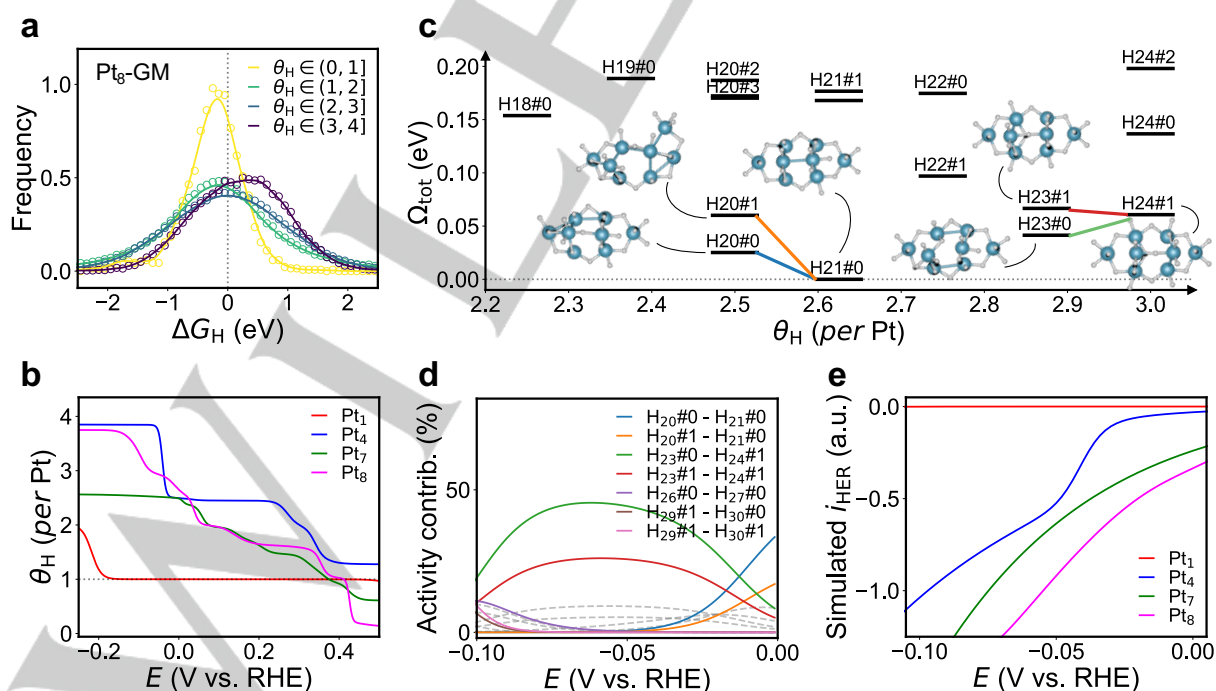 a
Pt8-GM
θH ∈ (0, 1]
θH ∈ (1, 2]
θH ∈ (2, 3]
θH ∈ (3, 4]
Frequency
1.0
0.5
0.0
−2 −1 0 1 2
ΔGH (eV)
c
Ωtot (eV)
0.20
0.15
0.10
0.05
0.00
H18#0
H19#0
H20#2
H20#3
H21#1
H22#0
H24#2
H24#0
H22#1
H20#1
H20#0
H21#0
H23#1
H23#0
H24#1
2.2 2.3 2.4 2.5 2.6 2.7 2.8 2.9 3.0
θH (per Pt)
b
θH (per Pt)
4
3
2
1
0
Pt1
Pt4
Pt7
Pt8
−0.2 0.0 0.2 0.4
E (V vs. RHE)
d
Activity contrib. (%)
50
0
H20#0 - H21#0
H20#1 - H21#0
H23#0 - H24#1
H23#1 - H24#1
H26#0 - H27#0
H29#1 - H30#0
H29#1 - H30#1
−0.10 −0.05 0.00
E (V vs. RHE)
e
Simulated iHER (a.u.)
0.0
−0.5
−1.0
Pt1
Pt4
Pt7
Pt8
−0.10 −0.05 0.00
E (V vs. RHE)